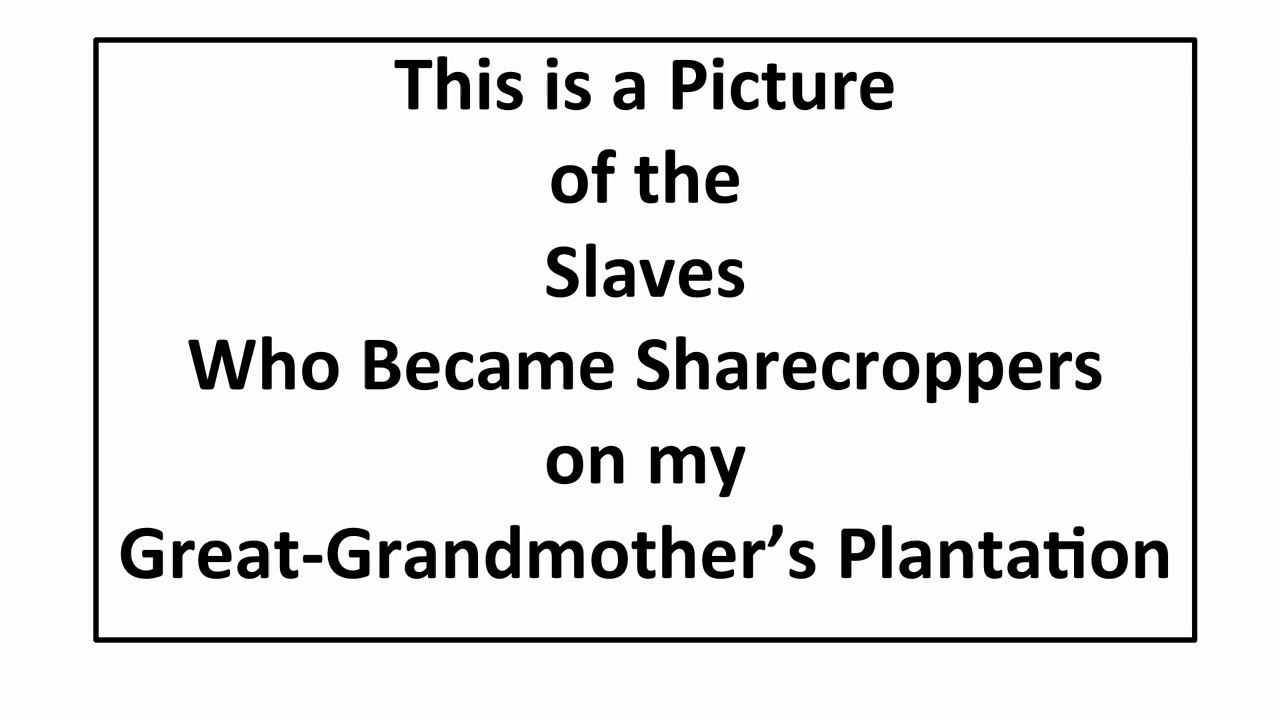 This is a Picture
of the
Slaves
Who Became Sharecroppers
on my
Great-Grandmother’s Plantation